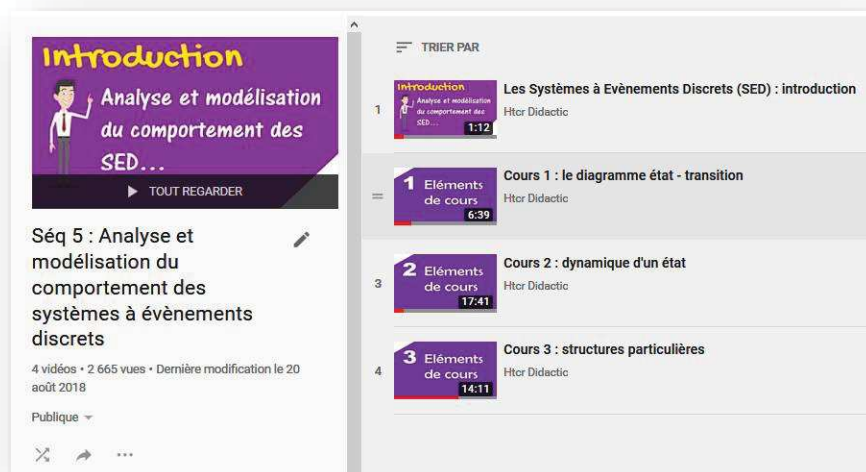 Introduction
Analyse et modélisation
du comportement des
SED...
TOUT REGARDER
Séq 5 : Analyse et
modélisation du
comportement des
systèmes à évènements
discrets
4 vidéos • 2 665 vues • Dernière modification le 20
août 2018
Publique
TRIER PAR
1
Introduction
Analyse et modélisation
du comportement des
SED...
1:12
Les Systèmes à Evènements Discrets (SED) : introduction
Htcr Didactic
1 Eléments
de cours
6:39
Cours 1 : le diagramme état - transition
Htcr Didactic
3
2 Eléments
de cours
17:41
Cours 2 : dynamique d'un état
Htcr Didactic
4
3 Eléments
de cours
14:11
Cours 3 : structures particulières
Htcr Didactic